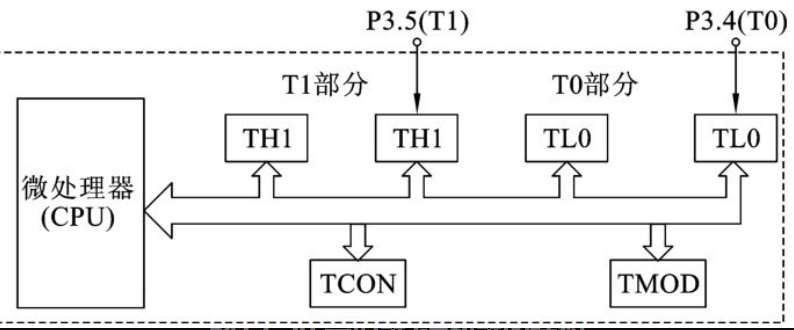 P3.5(T1) P3.4(T0)
T1部分 T0部分
TH1 TH1 TL0 TL0
微处理器
(CPU)
TCON TMOD